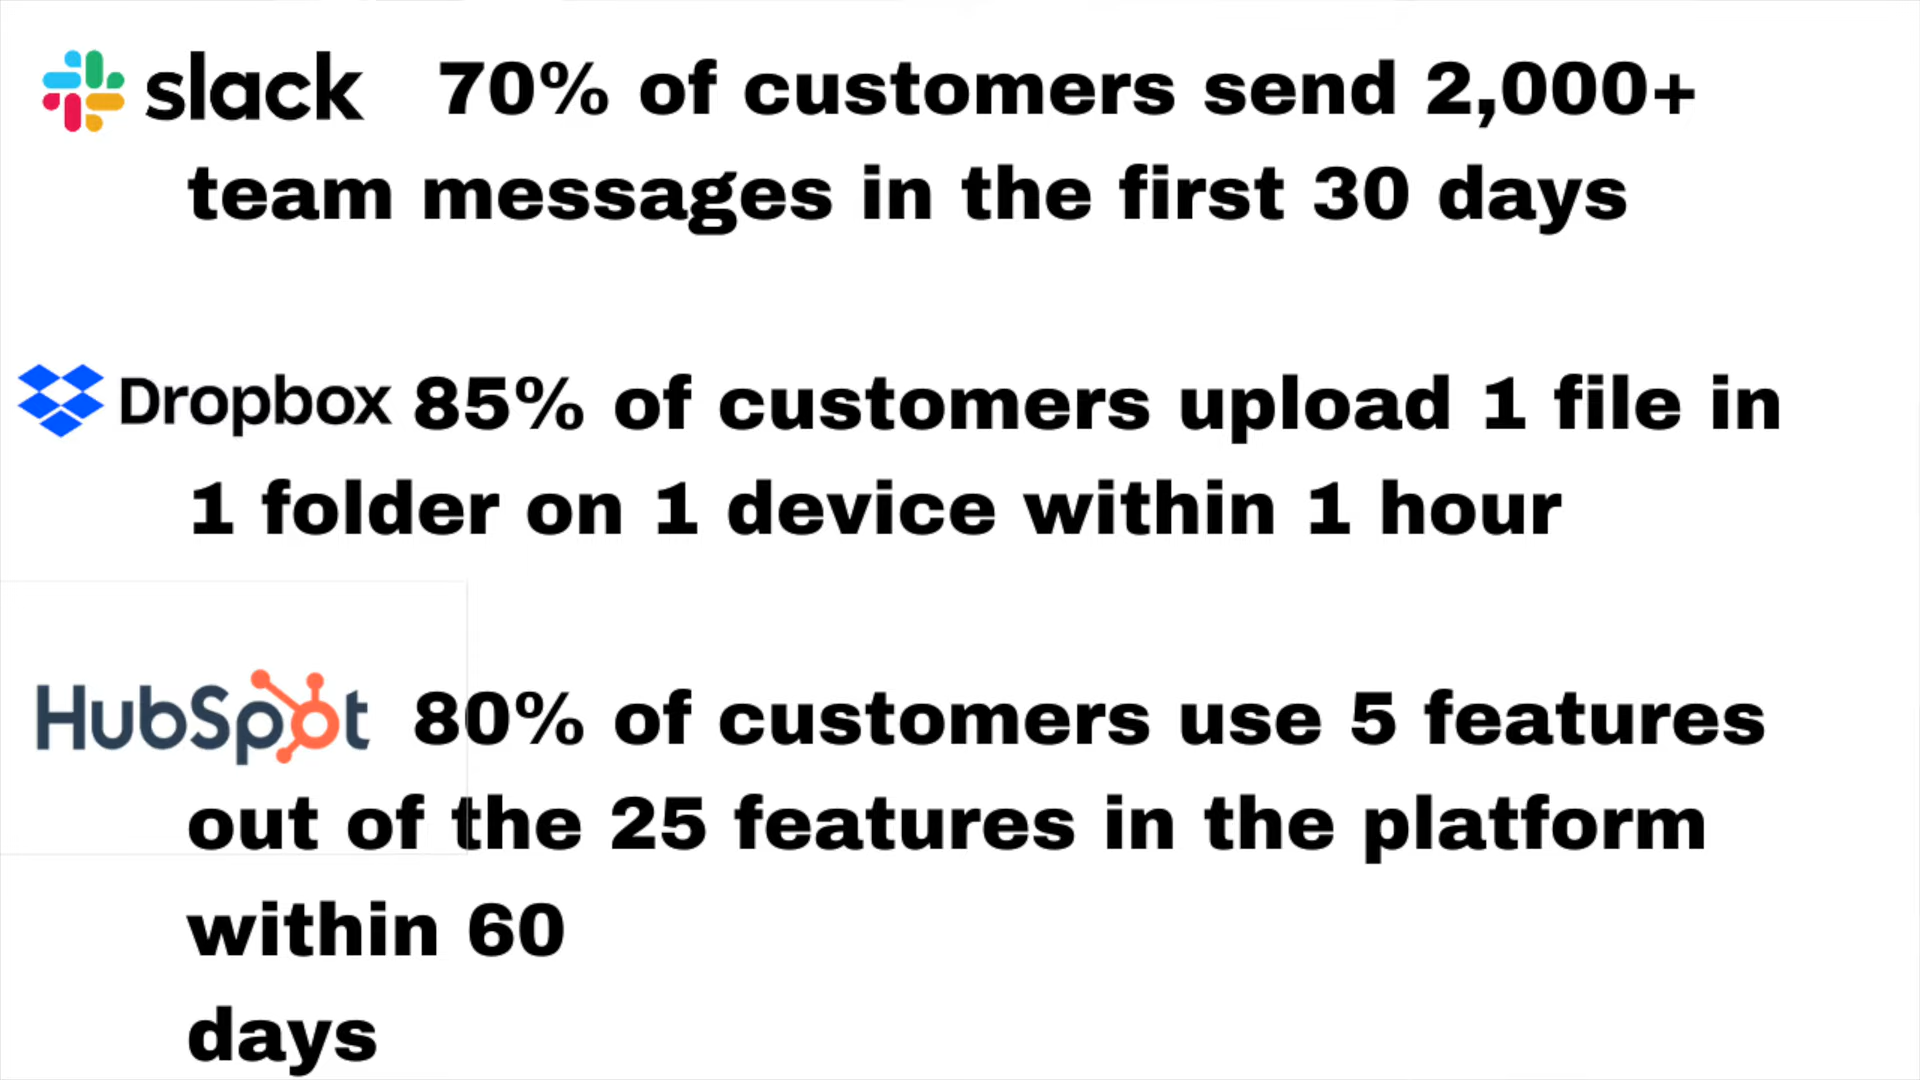 slack 70% of customers send 2,000+
team messages in the first 30 days
Dropbox 85% of customers upload 1 file in
1 folder on 1 device within 1 hour
HubSpot 80% of customers use 5 features
out of the 25 features in the platform
within 60
days